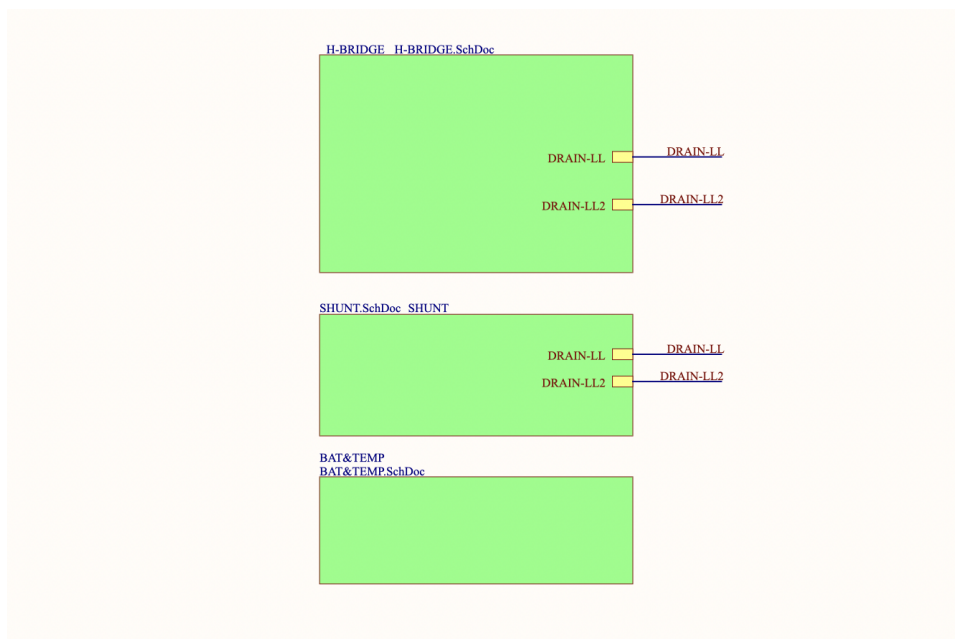 H-BRIDGE H-BRIDGE.SchDoc
DRAIN-LL DRAIN-LL
DRAIN-LL2 DRAIN-LL2
SHUNT.SchDoc SHUNT
DRAIN-LL DRAIN-LL
DRAIN-LL2 DRAIN-LL2
BAT&TEMP
BAT&TEMP.SchDoc